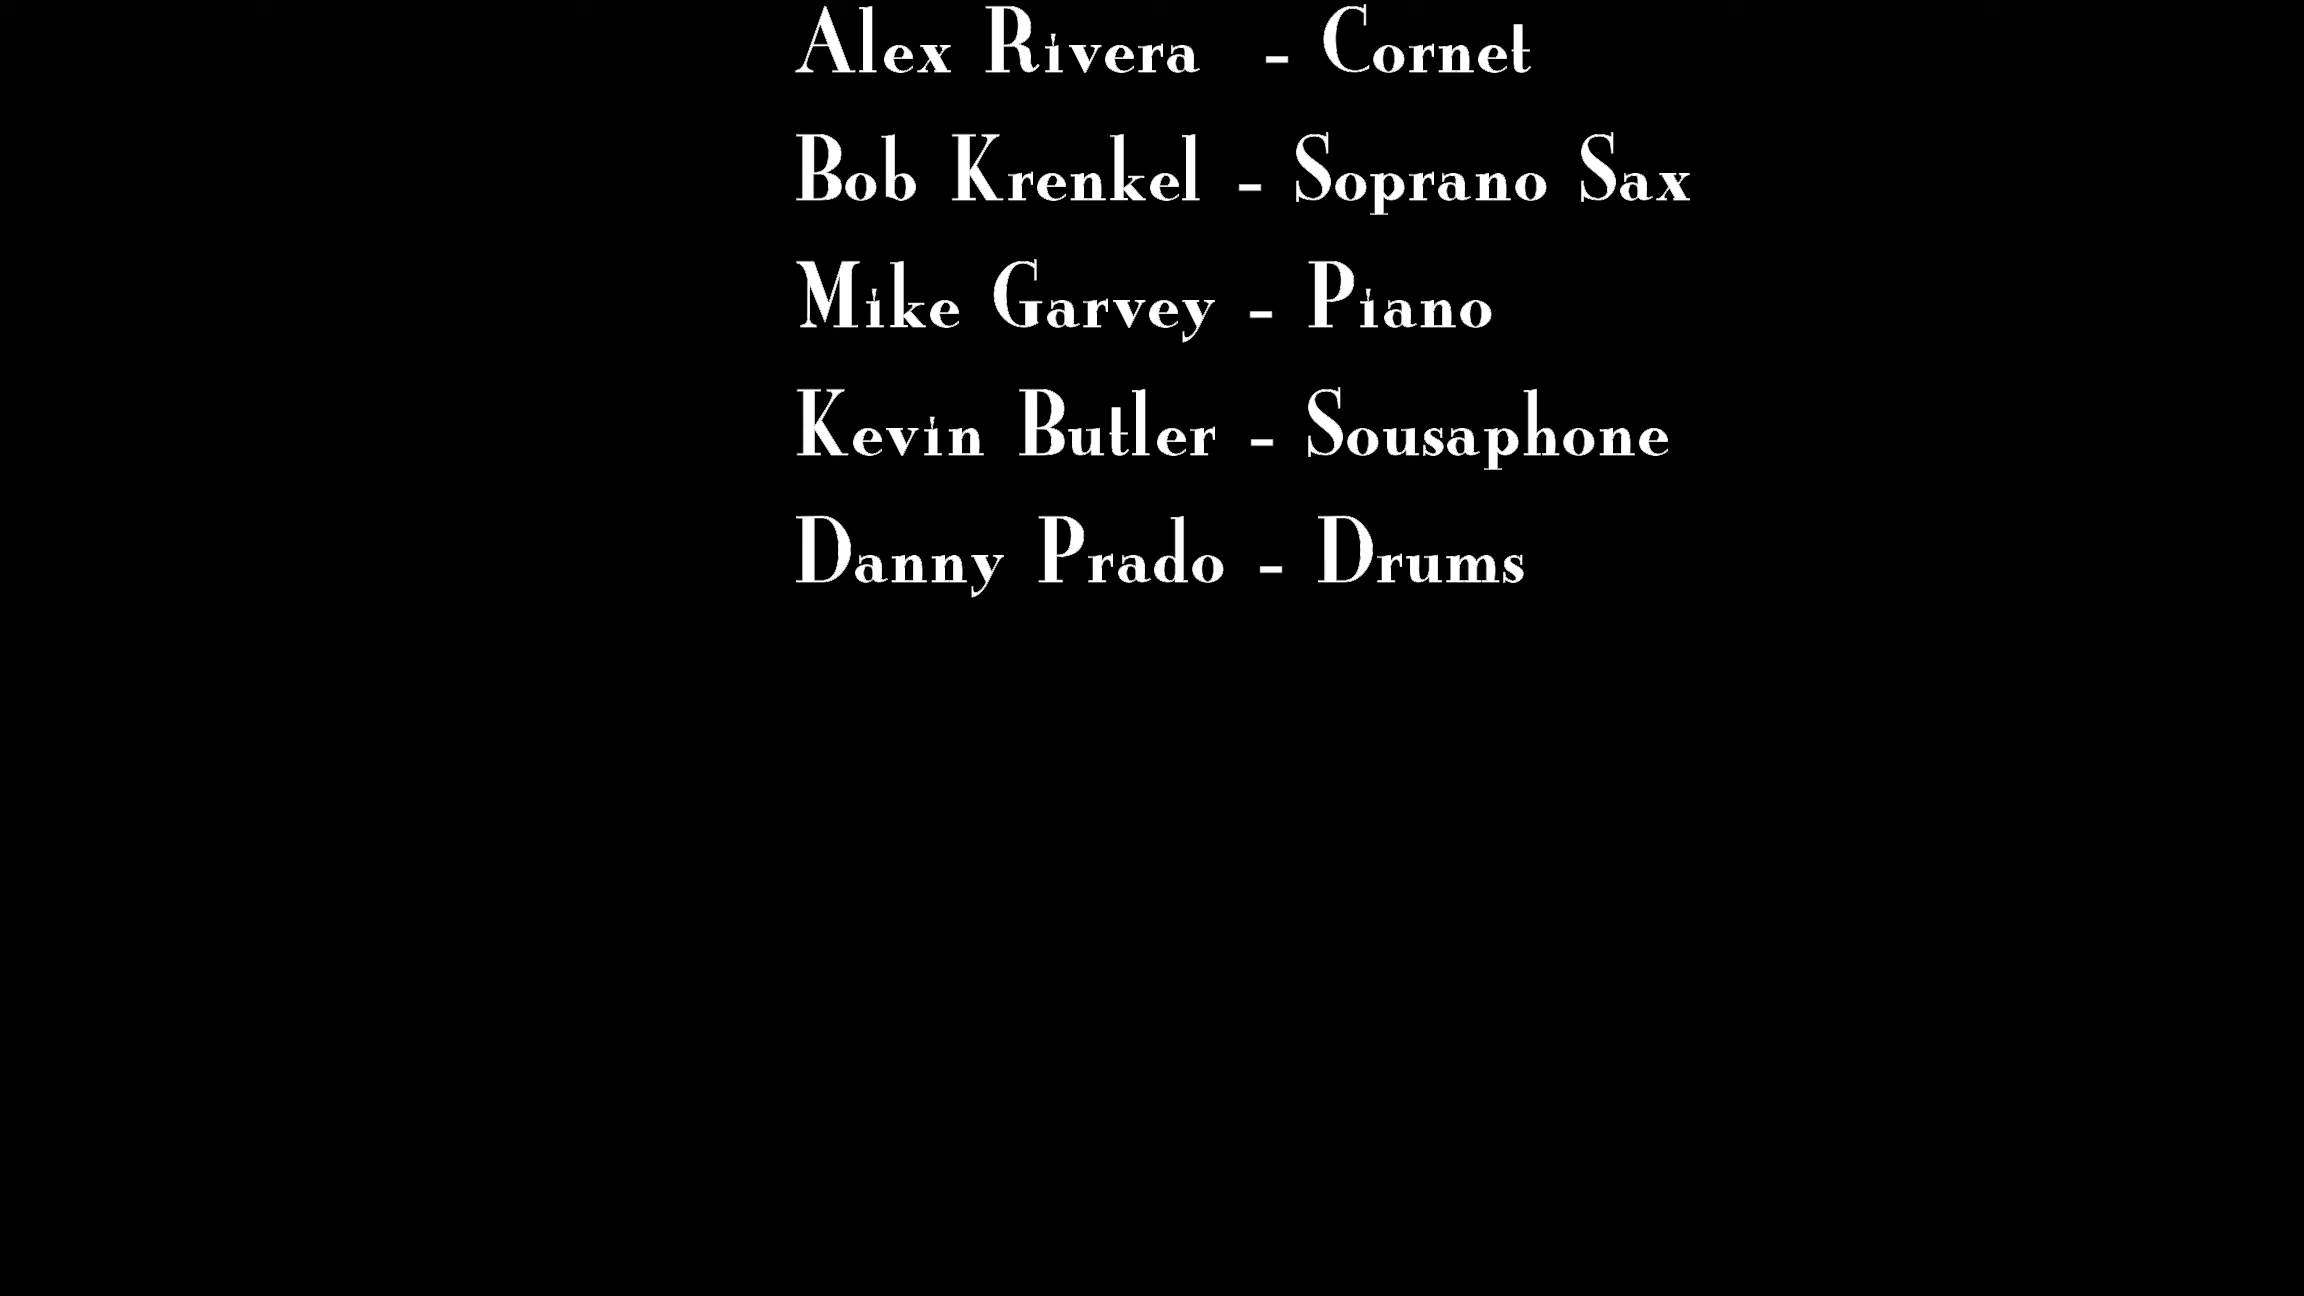 Alex Rivera - Cornet
Bob Krenkel - Soprano Sax
Mike Garvey - Piano
Kevin Butler - Sousaphone
Danny Prado - Drums